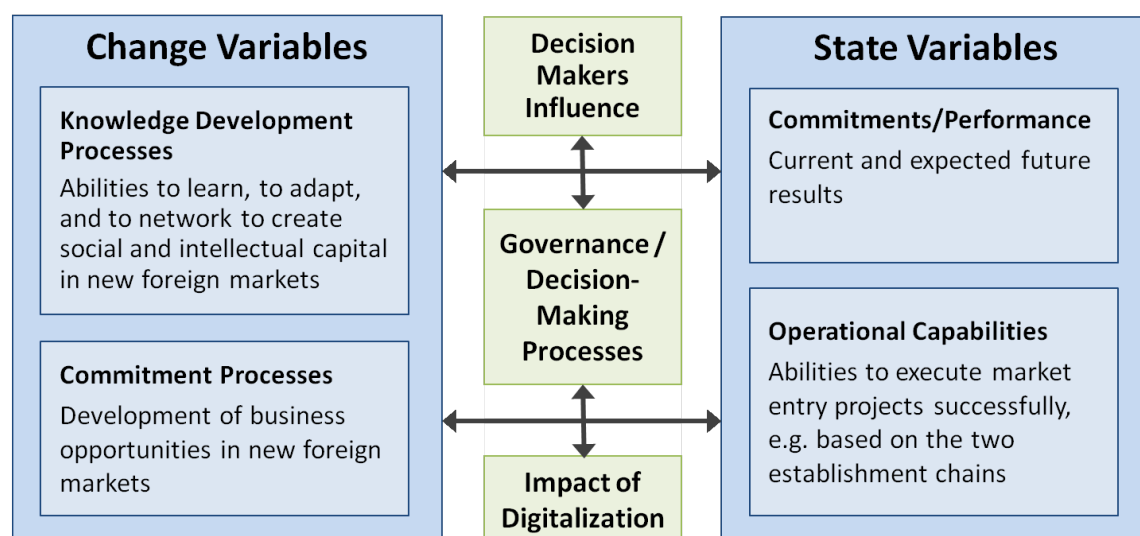 Change Variables
Knowledge Development
Processes
Abilities to learn, to adapt,
and to network to create
social and intellectual capital
in new foreign markets
Commitment Processes
Development of business
opportunities in new foreign
markets
Decision
Makers
Influence
Governance /
Decision-
Making
Processes
Impact of
Digitalization
State Variables
Commitments/Performance
Current and expected future
results
Operational Capabilities
Abilities to execute market
entry projects successfully,
e.g. based on the two
establishment chains